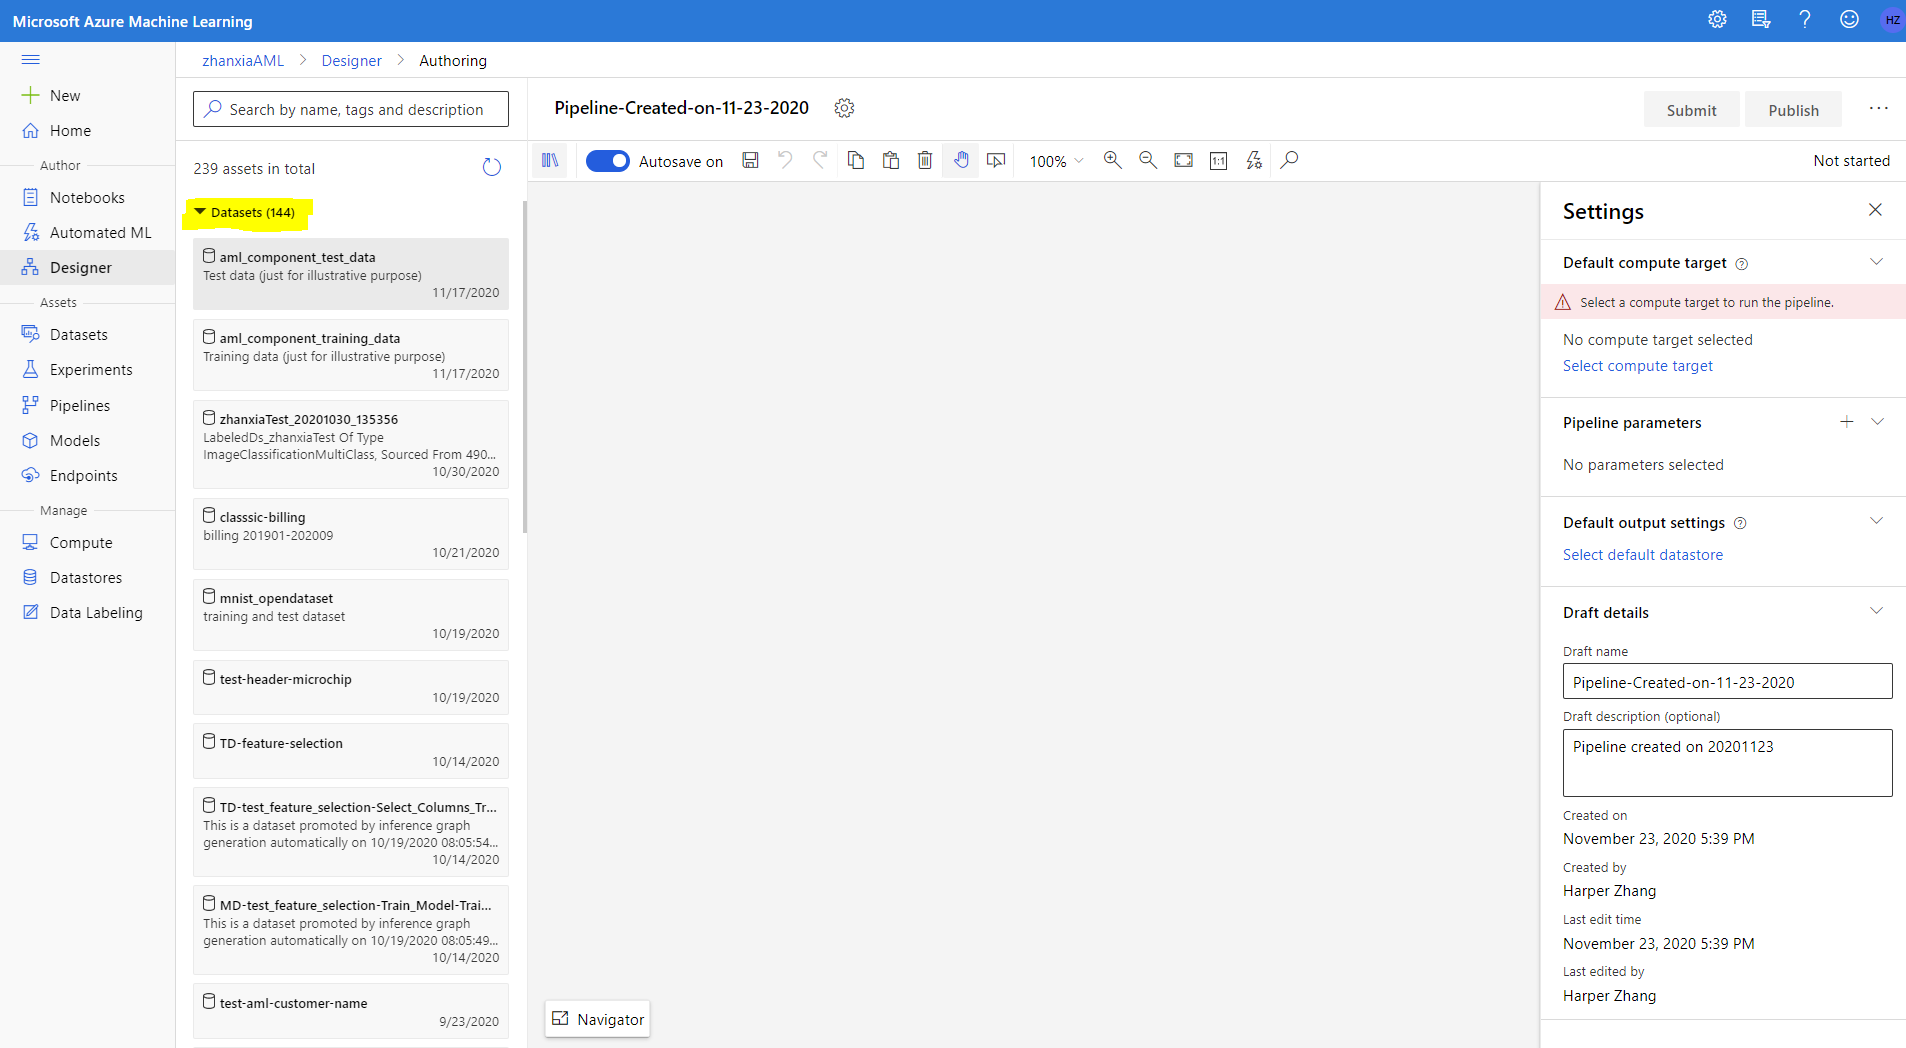 Microsoft Azure Machine Learning
HZ
New
Home
Author
Notebooks
Automated ML
Designer
Assets
Datasets
Experiments
Pipelines
Models
Endpoints
Manage
Compute
Datastores
Data Labeling
zhanxiaAML > Designer > Authoring
Search by name, tags and description
239 assets in total
Datasets (144)
aml_component_test_data
Test data (just for illustrative purpose)
11/17/2020
aml_component_training_data
Training data (just for illustrative purpose)
11/17/2020
zhanxiaTest_20201030_135356
LabeledDs_zhanxiaTest Of Type
ImageClassificationMultiClass, Sourced From 490...
10/30/2020
classsic-billing
billing 201901-202009
10/21/2020
mnist_opendataset
training and test dataset
10/19/2020
test-header-microchip
10/19/2020
TD-feature-selection
10/14/2020
TD-test_feature_selection-Select_Columns_Tr...
This is a dataset promoted by inference graph
generation automatically on 10/19/2020 08:05:54...
10/14/2020
MD-test_feature_selection-Train_Model-Trai...
This is a dataset promoted by inference graph
generation automatically on 10/19/2020 08:05:49...
10/14/2020
test-aml-customer-name
9/23/2020
Pipeline-Created-on-11-23-2020
Submit
Publish
...
Autosave on
100%
1:1
Not started
Navigator
Settings
Default compute target
Select a compute target to run the pipeline.
No compute target selected
Select compute target
Pipeline parameters
No parameters selected
Default output settings
Select default datastore
Draft details
Draft name
Pipeline-Created-on-11-23-2020
Draft description (optional)
Pipeline created on 20201123
Created on
November 23, 2020 5:39 PM
Created by
Harper Zhang
Last edit time
November 23, 2020 5:39 PM
Last edited by
Harper Zhang